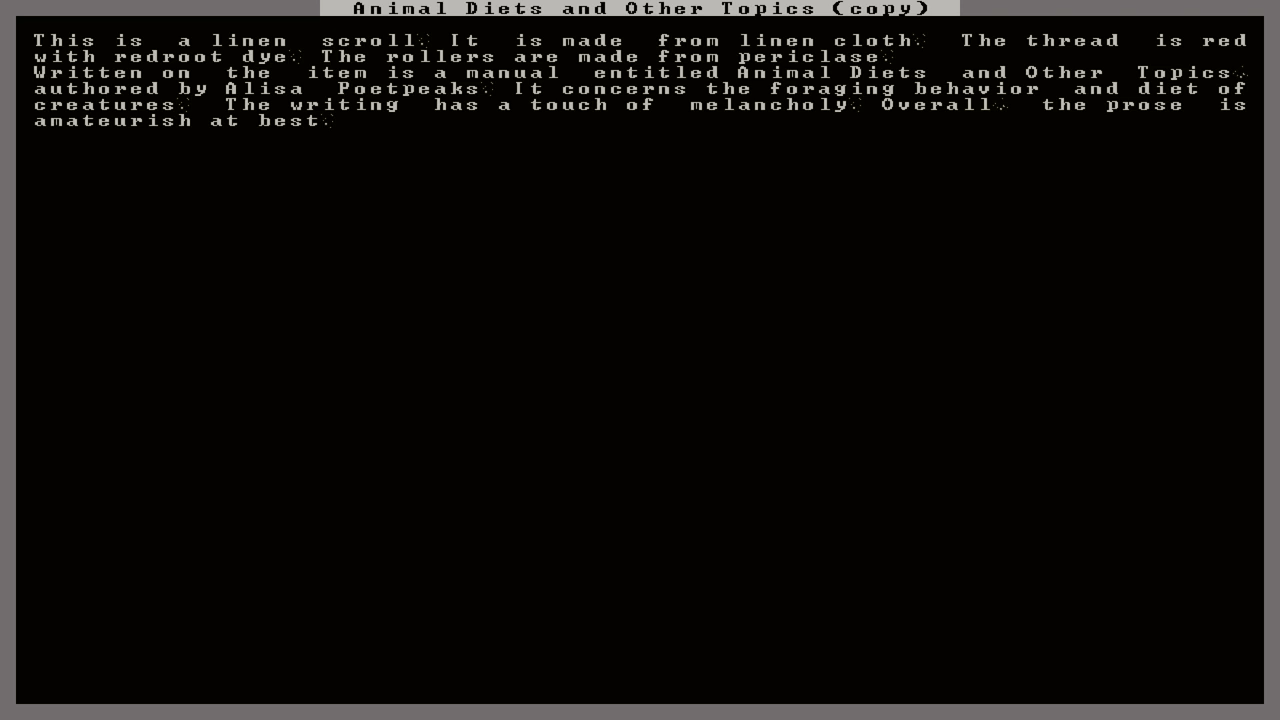 Animal Diets and Other Topics (copy)
This is a linen scroll. It is made from linen cloth. The thread is red
with redroot dye. The rollers are made from periclase.
Written on the item is a manual entitled Animal Diets and Other Topics,
authored by Alisa Poetpeaks. It concerns the foraging behavior and diet of
creatures. The writing has a touch of melancholy. Overall, the prose is
amateurish at best.